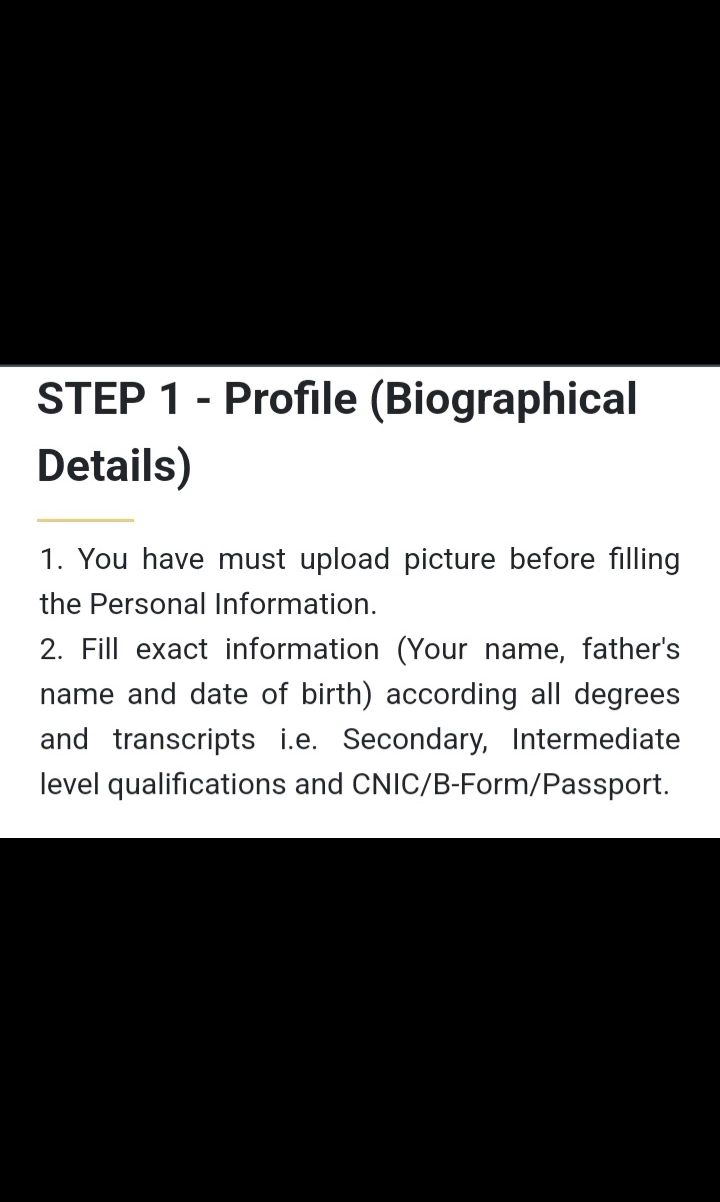 STEP 1 - Profile (Biographical
Details)
1. You have must upload picture before filling
the Personal Information.
2. Fill exact information (Your name, father's
name and date of birth) according all degrees
and transcripts i.e. Secondary, Intermediate
level qualifications and CNIC/B-Form/Passport.